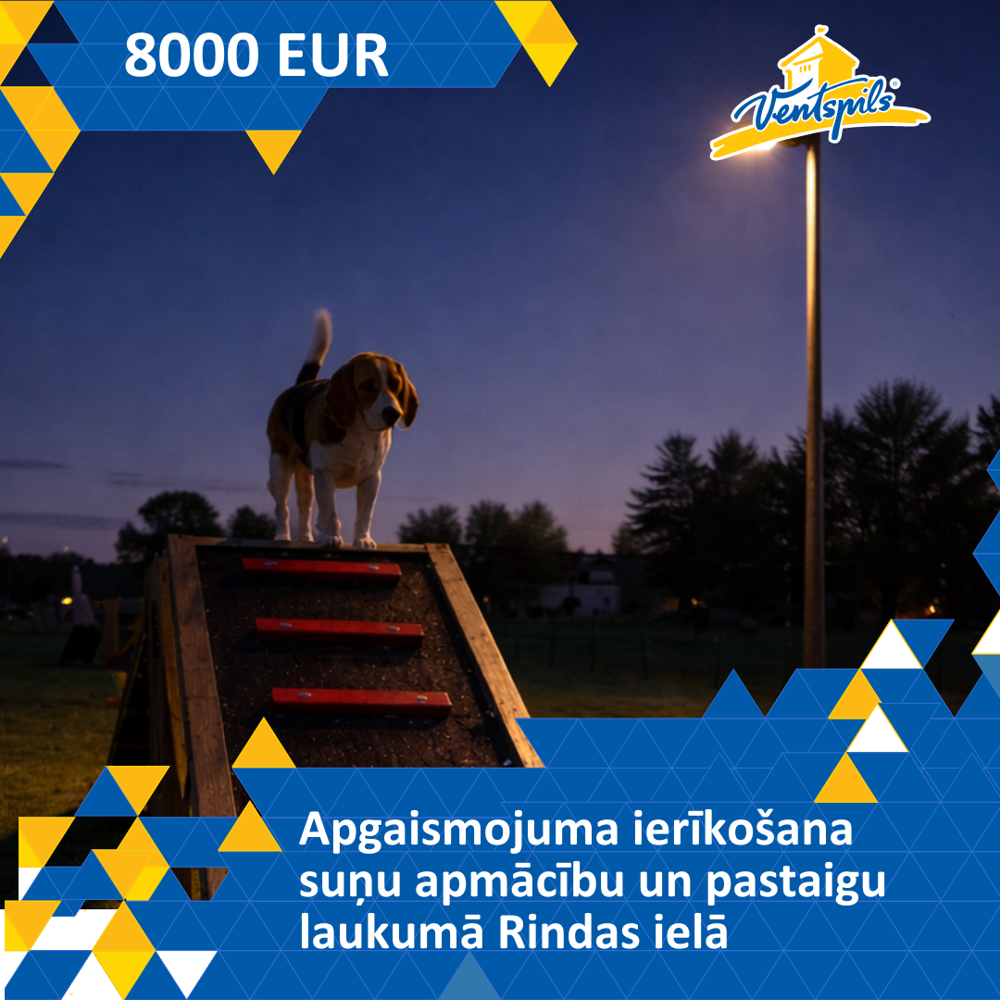 8000 EUR
Ventspils®
Apgaismojuma ierīkošana
suņu apmācību un pastaigu
laukumā Rindas ielā